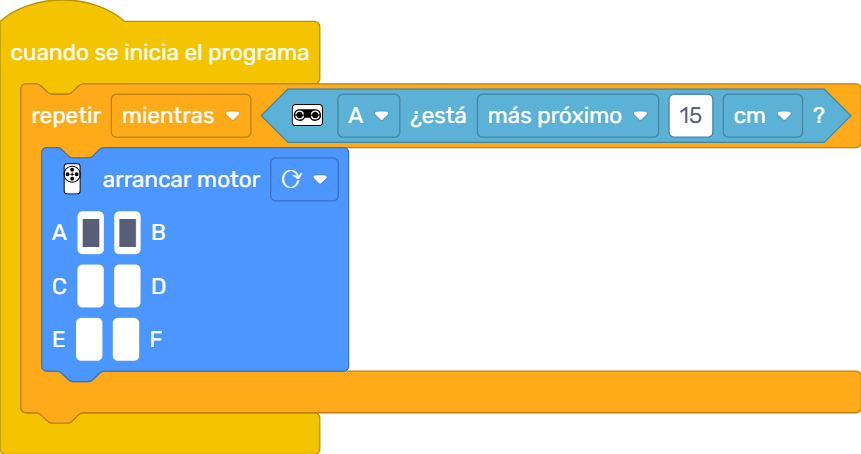 cuando se inicia el programa
repetir mientras A ¿está más próximo 15 cm ?
arrancar motor
A B
C D
E F